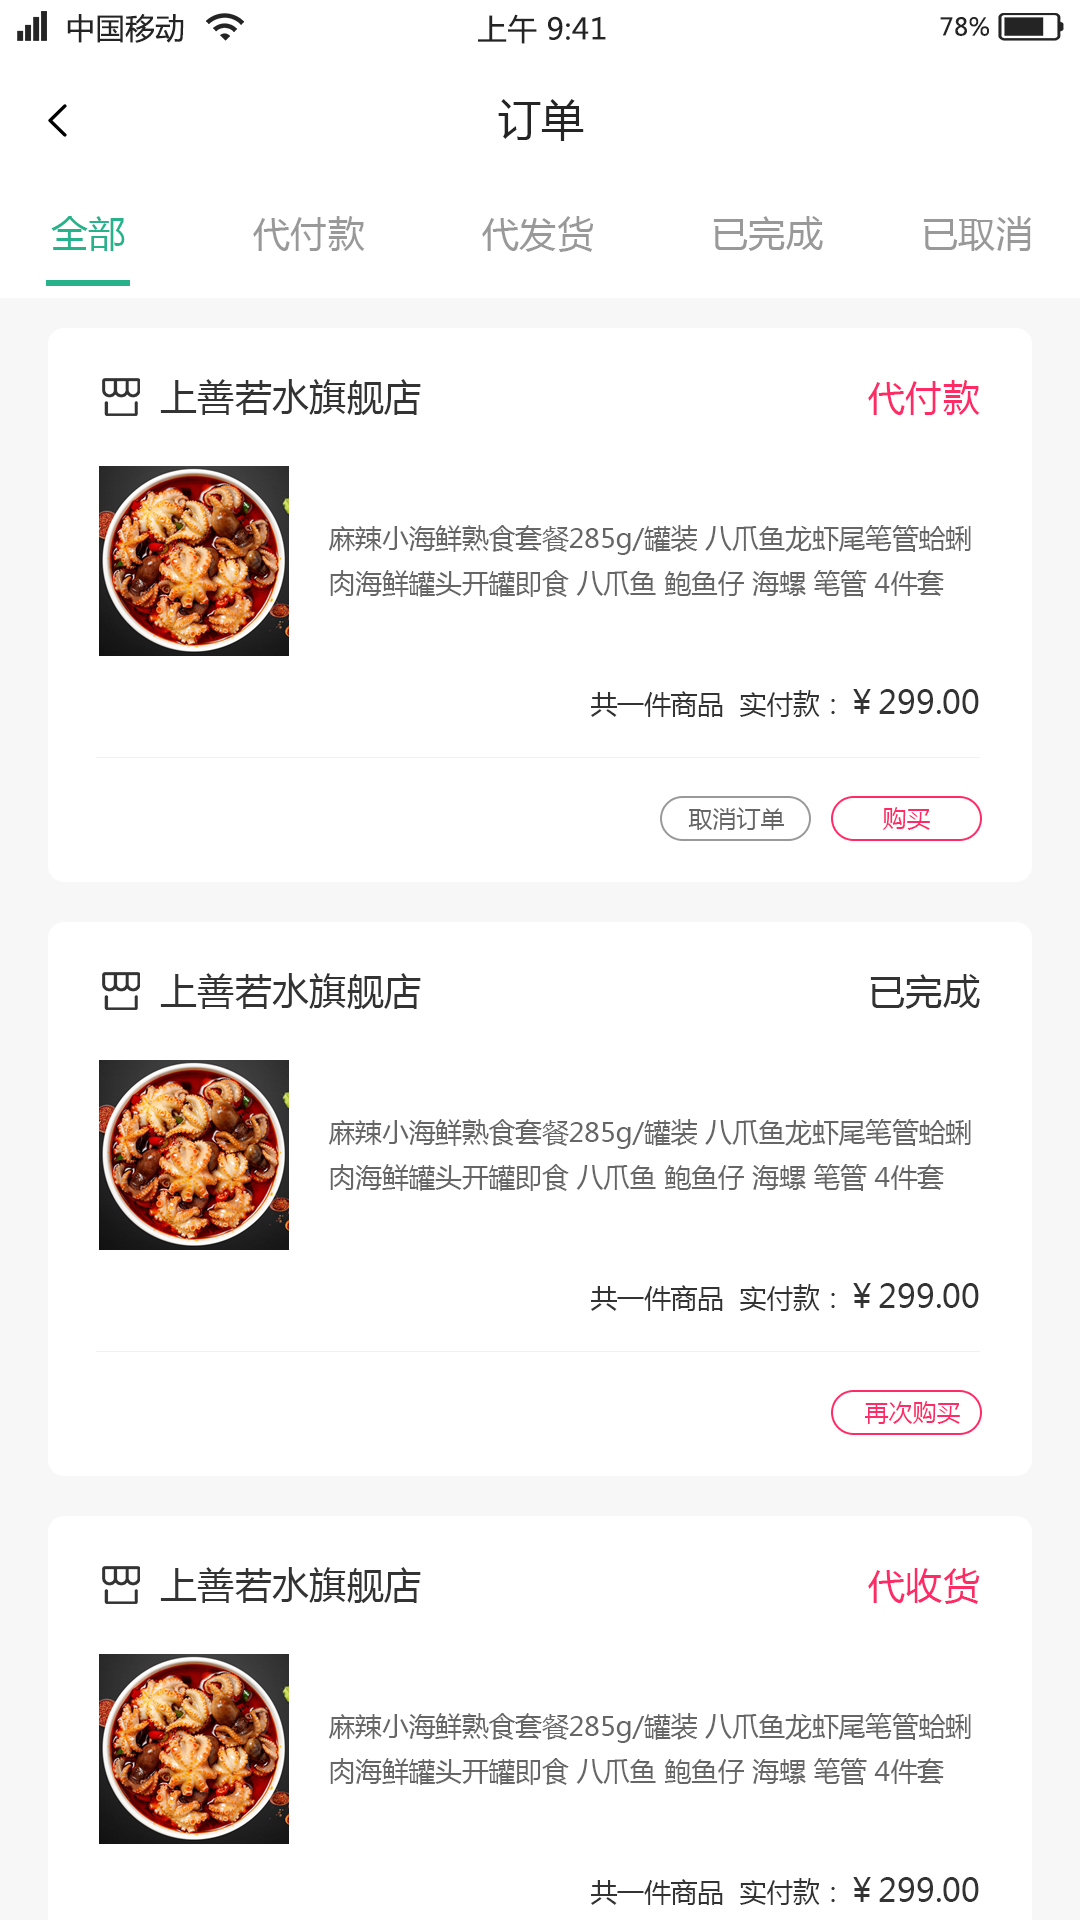 中国移动 上午 9:41 78%
订单
全部 代付款 代发货 已完成 已取消
上善若水旗舰店 代付款
麻辣小海鲜熟食套餐285g/罐装 八爪鱼龙虾尾笔管蛤蜊
肉海鲜罐头开罐即食 八爪鱼 鲍鱼仔 海螺 笔管 4件套
共一件商品 实付款：¥ 299.00
取消订单 购买
上善若水旗舰店 已完成
麻辣小海鲜熟食套餐285g/罐装 八爪鱼龙虾尾笔管蛤蜊
肉海鲜罐头开罐即食 八爪鱼 鲍鱼仔 海螺 笔管 4件套
共一件商品 实付款：¥ 299.00
再次购买
上善若水旗舰店 代收货
麻辣小海鲜熟食套餐285g/罐装 八爪鱼龙虾尾笔管蛤蜊
肉海鲜罐头开罐即食 八爪鱼 鲍鱼仔 海螺 笔管 4件套
共一件商品 实付款：¥ 299.00